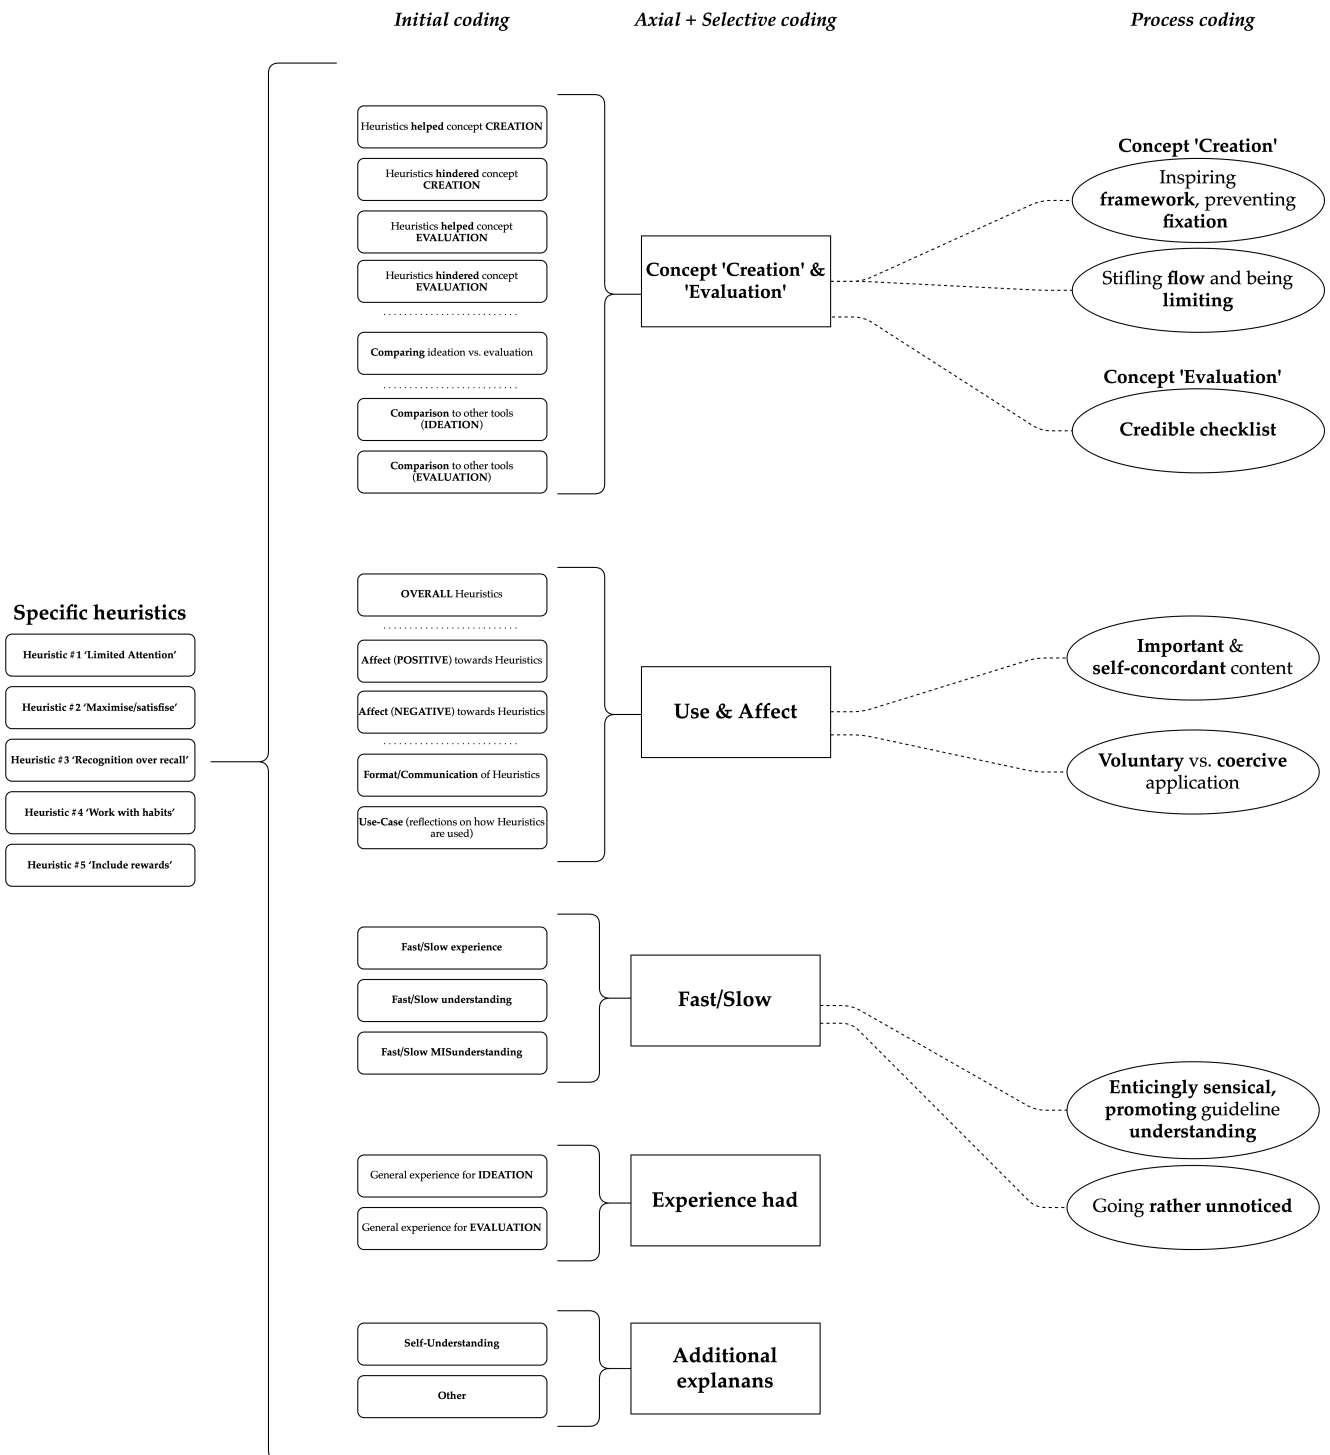 Initial coding
Axial + Selective coding
Process coding
Specific heuristics
Heuristic #1 ‘Limited Attention’
Heuristic #2 ‘Maximise/satisfise’
Heuristic #3 ‘Recognition over recall’
Heuristic #4 ‘Work with habits’
Heuristic #5 ‘Include rewards’
Heuristics helped concept CREATION
Heuristics hindered concept
CREATION
Heuristics helped concept
EVALUATION
Heuristics hindered concept
EVALUATION
Comparing ideation vs. evaluation
Comparison to other tools
(IDEATION)
Comparison to other tools
(EVALUATION)
Concept 'Creation' &
'Evaluation'
Concept 'Creation'
Inspiring
framework, preventing
fixation
Stifling flow and being
limiting
Concept 'Evaluation'
Credible checklist
OVERALL Heuristics
Affect (POSITIVE) towards Heuristics
Affect (NEGATIVE) towards Heuristics
Format/Communication of Heuristics
Use-Case (reflections on how Heuristics
are used)
Use & Affect
Important &
self-concordant content
Voluntary vs. coercive
application
Fast/Slow experience
Fast/Slow understanding
Fast/Slow MISunderstanding
Fast/Slow
Enticingly sensical,
promoting guideline
understanding
Going rather unnoticed
General experience for IDEATION
General experience for EVALUATION
Experience had
Self-Understanding
Other
Additional
explanans